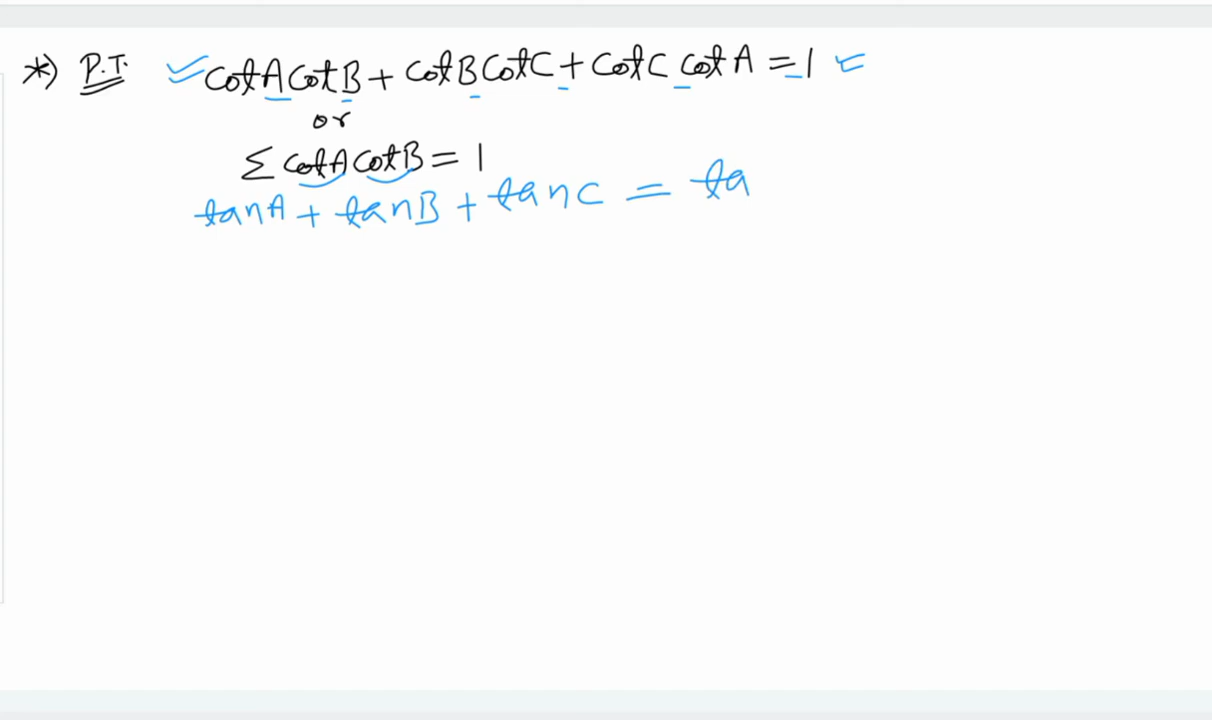 *) P.T. cotA cotB + cotB cotC + cotC cotA = 1
or
Σ cotA cotB = 1
tanA + tanB + tanC = ta